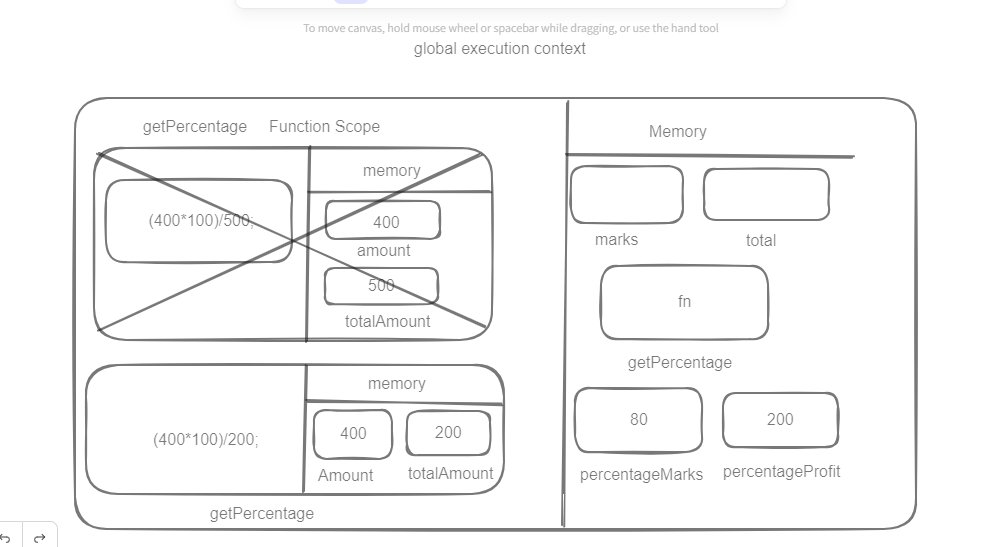 To move canvas, hold mouse wheel or spacebar while dragging, or use the hand tool
global execution context
getPercentage Function Scope
memory
(400*100)/500;
400
amount
500
totalAmount
Memory
marks total
fn
getPercentage
80 200
percentageMarks percentageProfit
memory
(400*100)/200;
400 200
Amount totalAmount
getPercentage